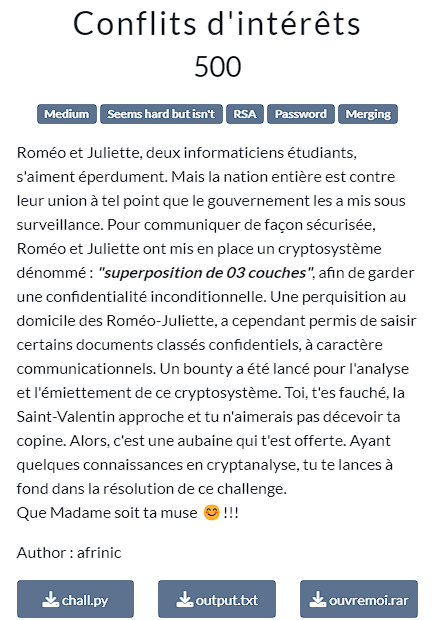 Conflits d'intérêts
500
Medium Seems hard but isn't RSA Password Merging
Roméo et Juliette, deux informaticiens étudiants,
s'aiment éperdument. Mais la nation entière est contre
leur union à tel point que le gouvernement les a mis sous
surveillance. Pour communiquer de façon sécurisée,
Roméo et Juliette ont mis en place un cryptosystème
dénommé : "superposition de 03 couches", afin de garder
une confidentialité inconditionnelle. Une perquisition au
domicile des Roméo-Juliette, a cependant permis de saisir
certains documents classés confidentiels, à caractère
communicationnels. Un bounty a été lancé pour l'analyse
et l'émiettement de ce cryptosystème. Toi, t'es fauché, la
Saint-Valentin approche et tu n'aimerais pas décevoir ta
copine. Alors, c'est une aubaine qui t'est offerte. Ayant
quelques connaissances en cryptanalyse, tu te lances à
fond dans la résolution de ce challenge.
Que Madame soit ta muse 😊 !!!
Author : afrinic
chall.py output.txt ouvremoi.rar